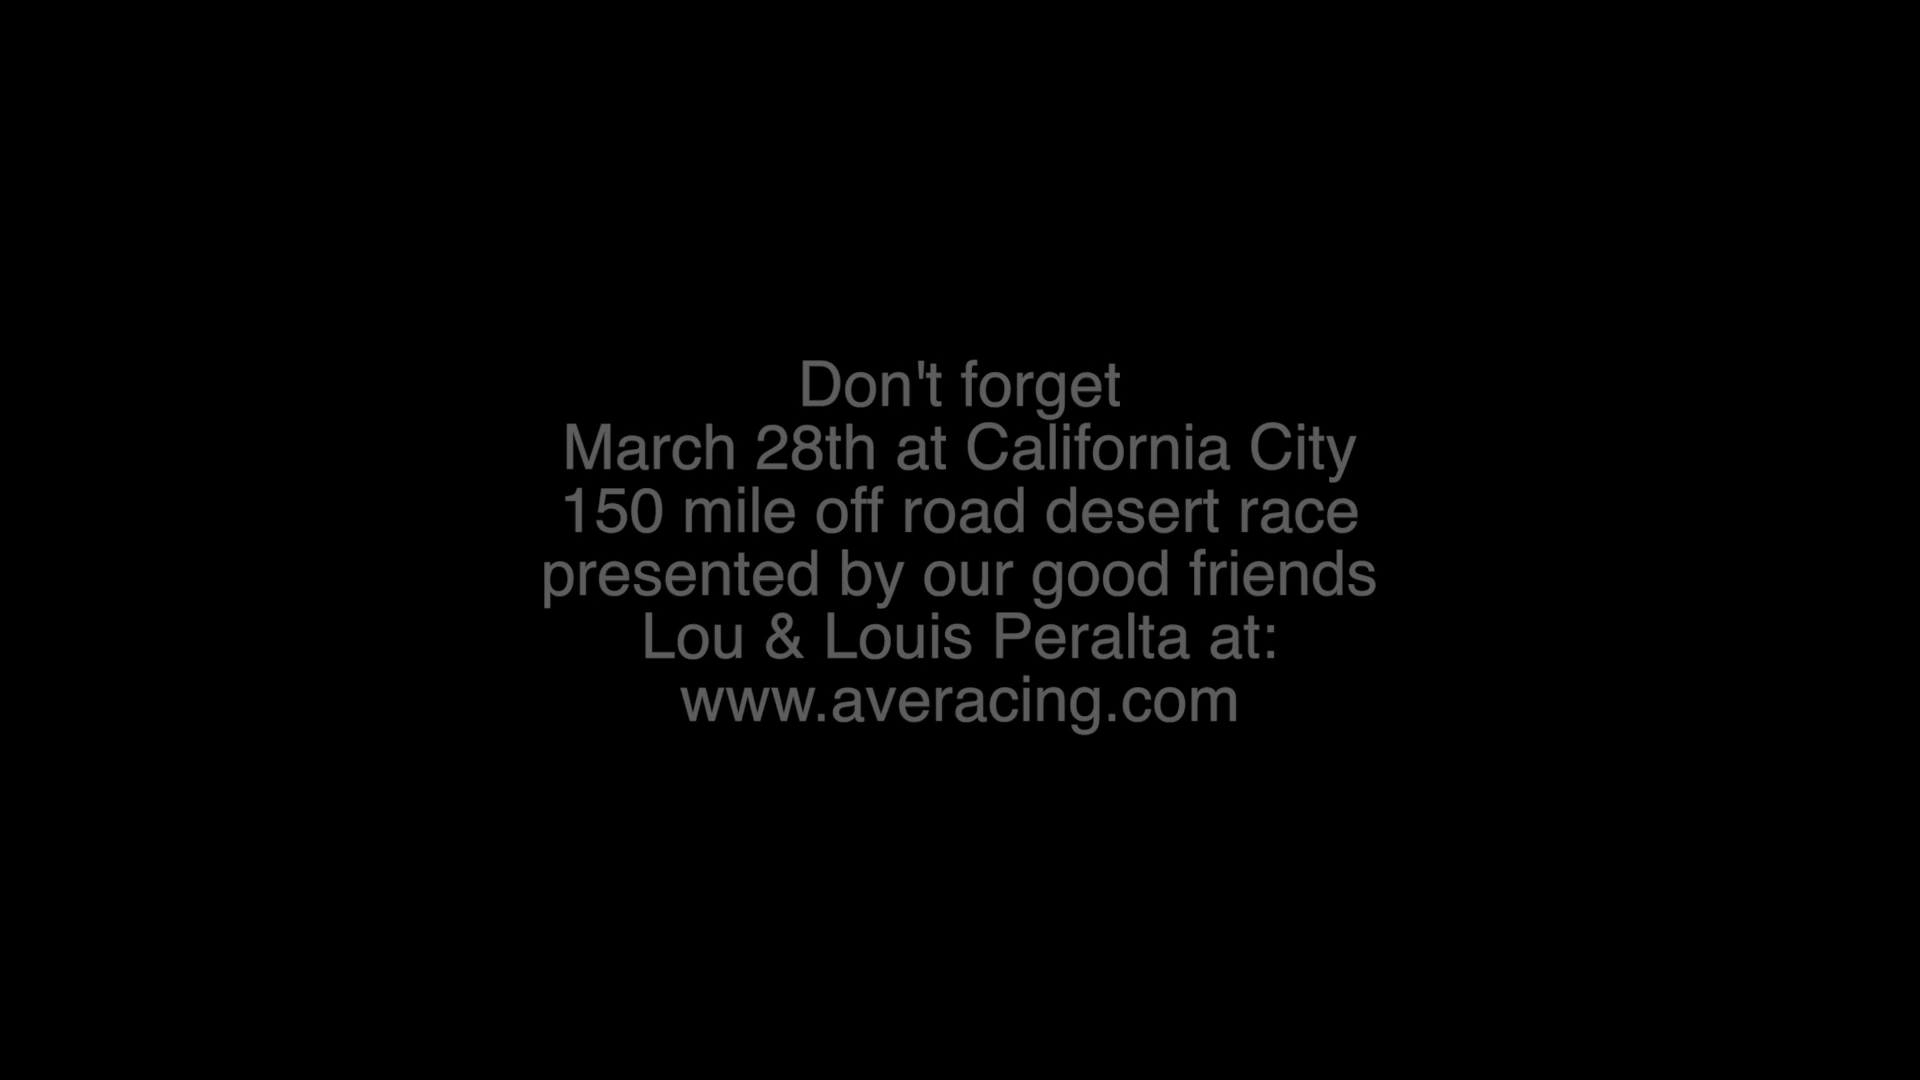 Don't forget
March 28th at California City
150 mile off road desert race
presented by our good friends
Lou & Louis Peralta at:
www.averacing.com